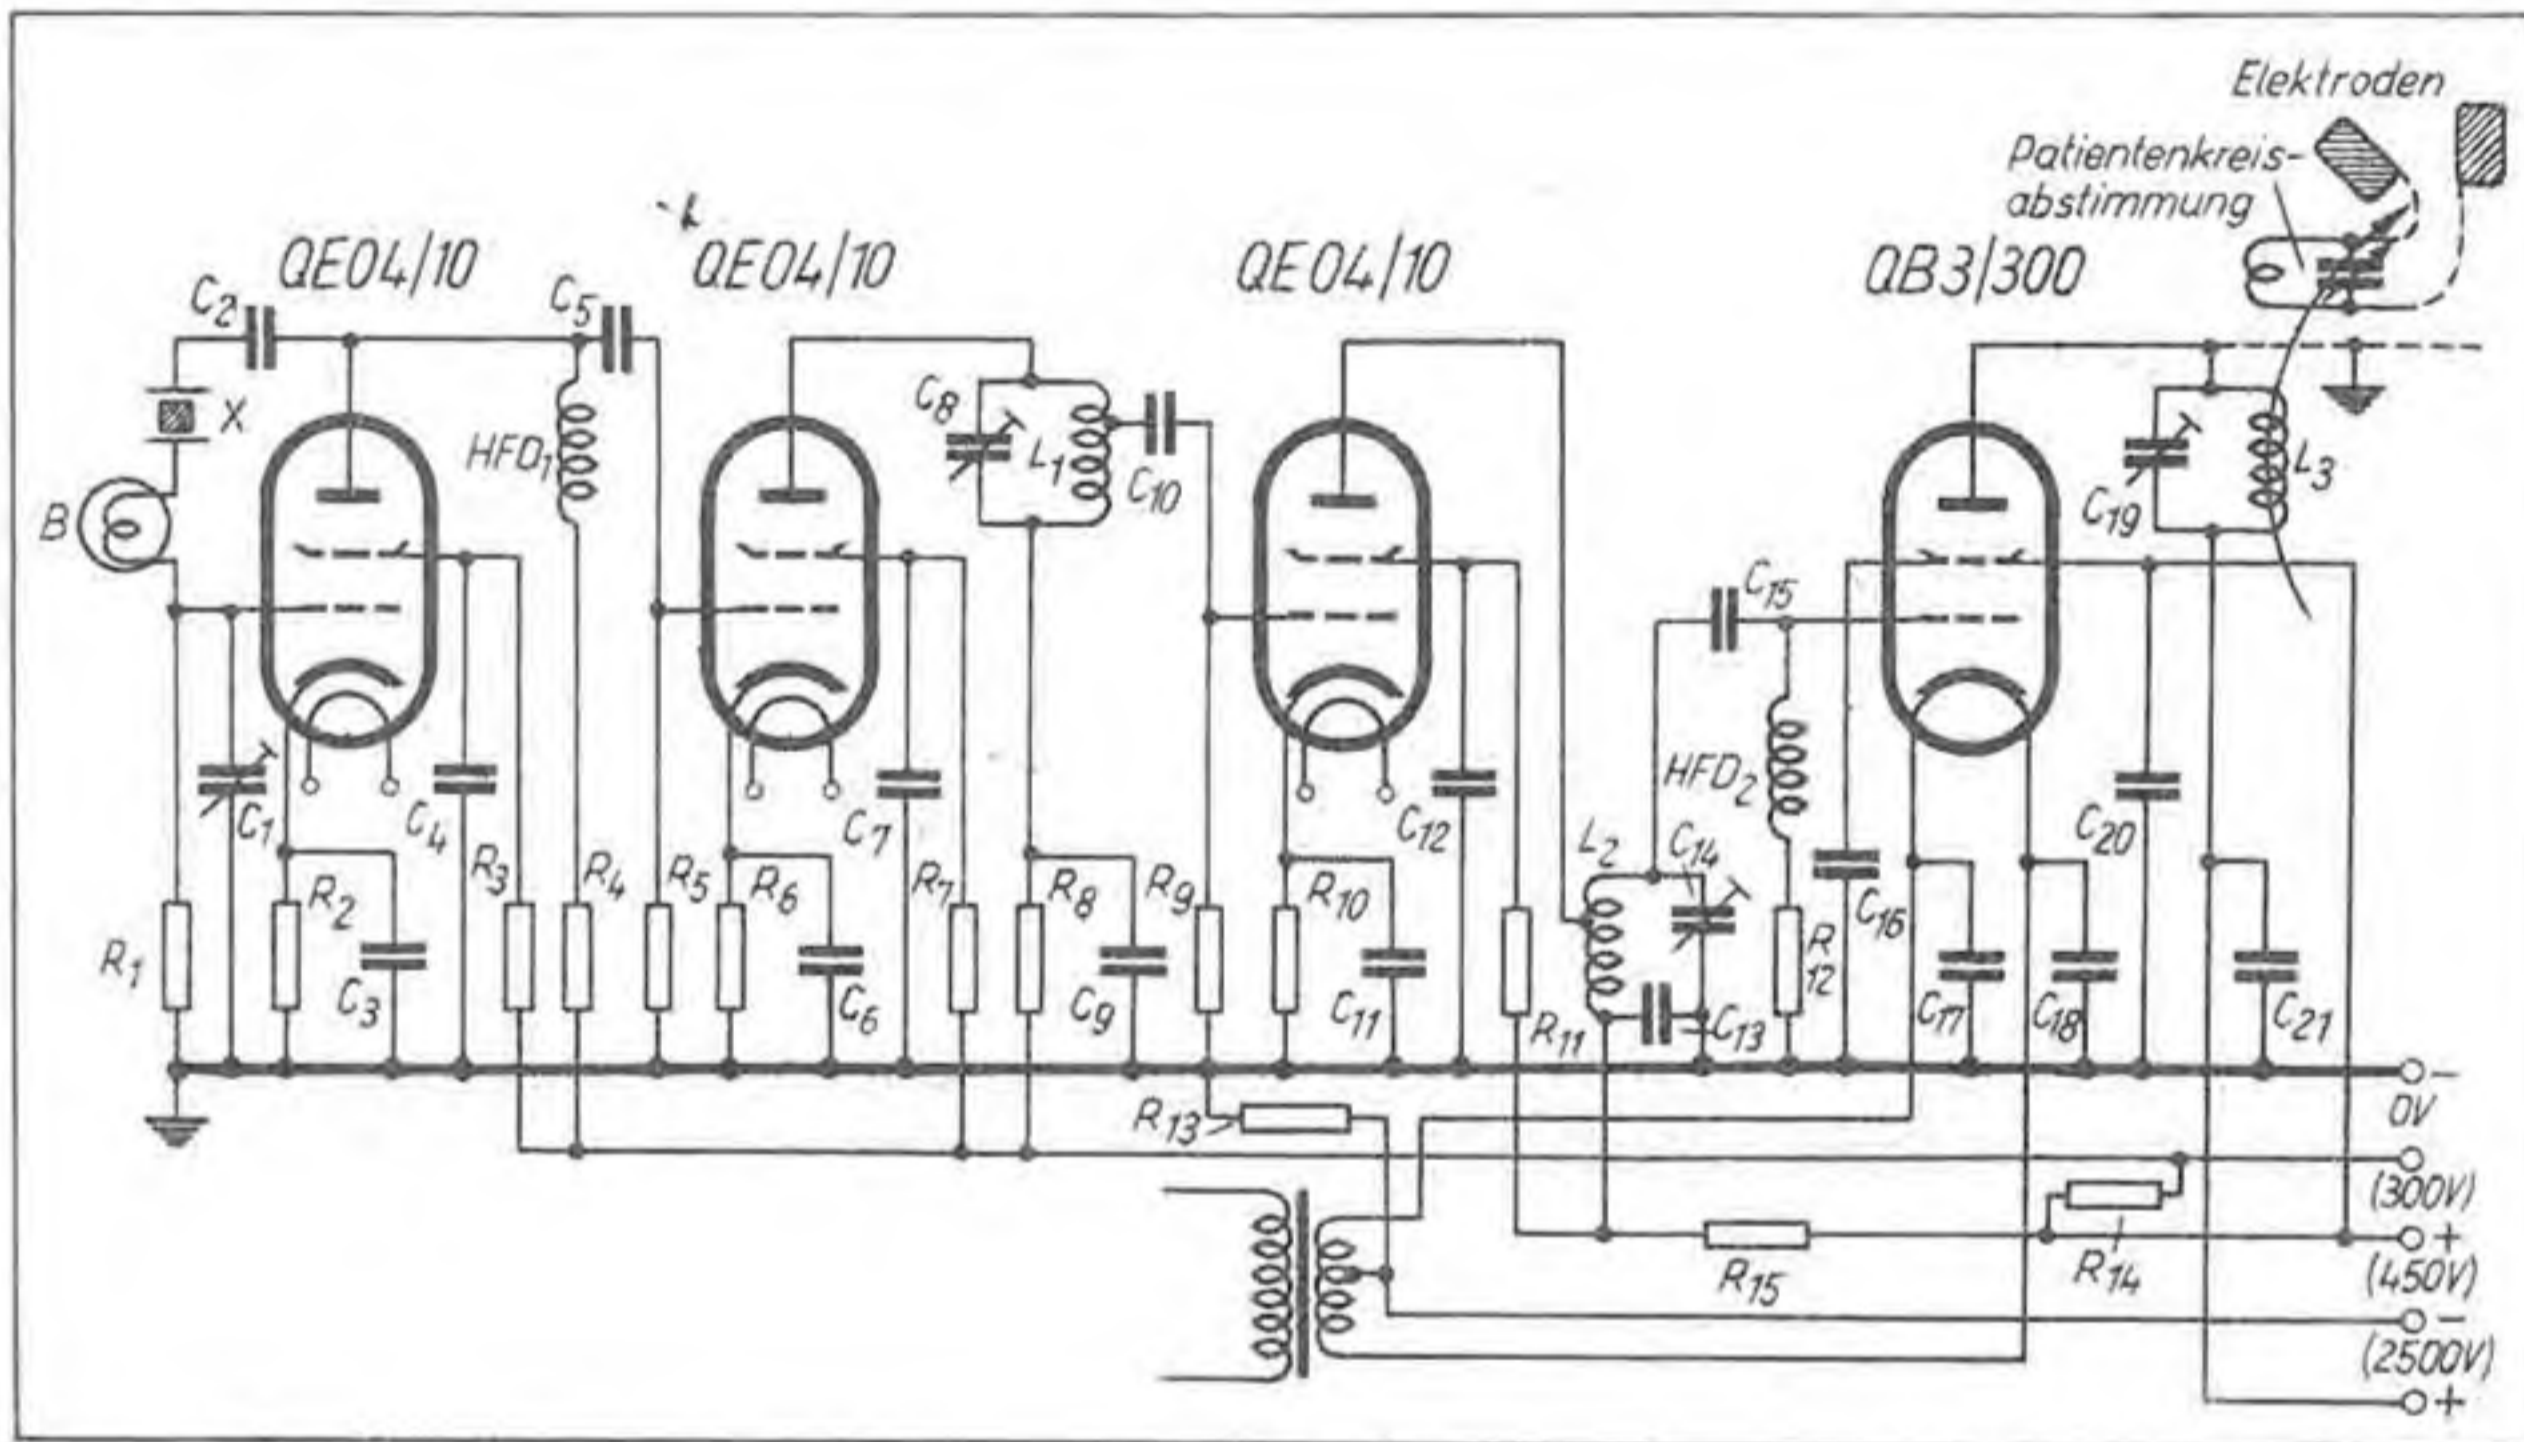 Elektroden
Patientenkreis-
abstimmung
QE04/10
QE04/10
QE04/10
QB3/300
C2
C5
X
HFD1
B
C8
L1
C10
C19
L3
C15
HFD2
C1
C4
R3
R4
R5
R6
C7
R7
R8
R9
R10
C12
L2
C14
C20
R1
R2
C3
C6
C9
C11
R11
C13
R
12
C16
C17
C18
C21
R13
–
0V
(300V)
+
R14
R15
(450V)
–
(2500V)
+